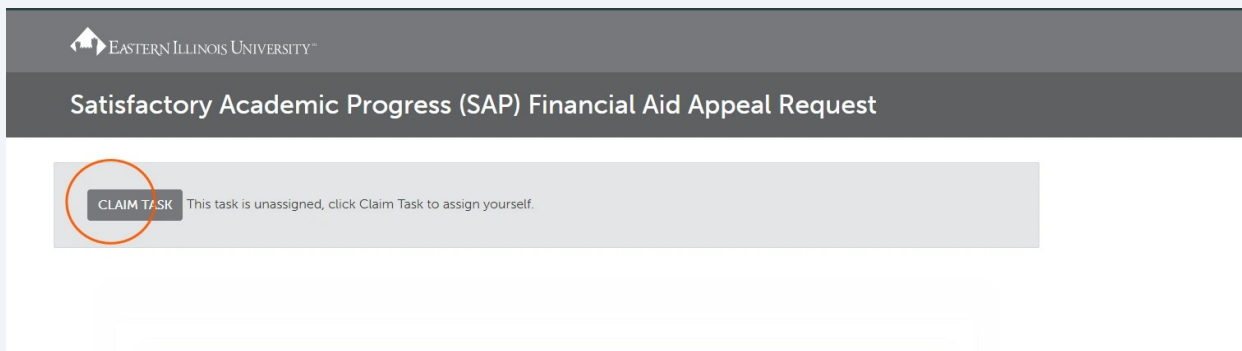 EASTERN ILLINOIS UNIVERSITY™
Satisfactory Academic Progress (SAP) Financial Aid Appeal Request
CLAIM TASK This task is unassigned, click Claim Task to assign yourself.